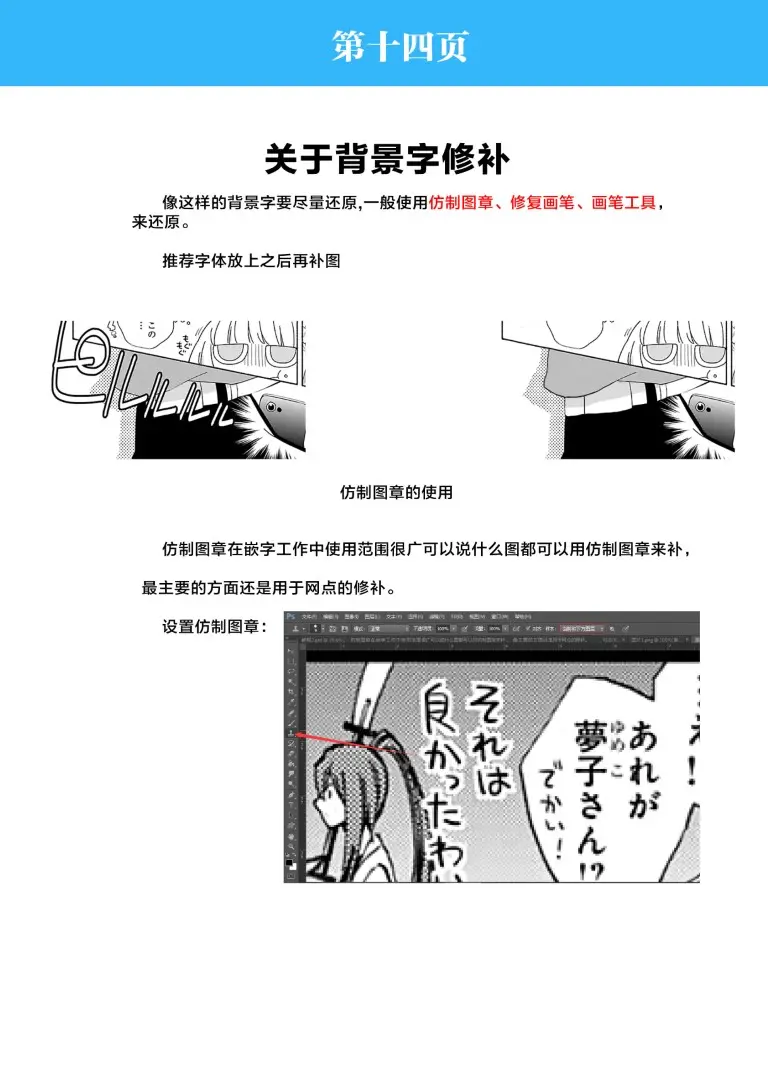 第十四页
关于背景字修补
像这样的背景字要尽量还原,一般使用仿制图章、修复画笔、画笔工具，
来还原。
推荐字体放上之后再补图
この
…
もぐ
もぐ
ピルルルルル
仿制图章的使用
仿制图章在嵌字工作中使用范围很广可以说什么图都可以用仿制图章来补，
最主要的方面还是用于网点的修补。
设置仿制图章：
Ps
それは
良かったわい
え！
あれが
夢子さん!?
ゆめこ
でかい！